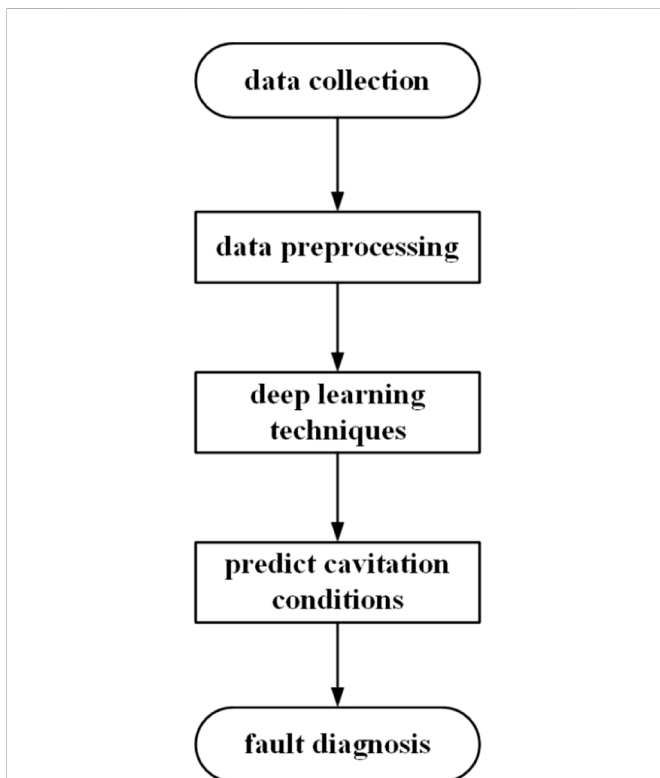 data collection
data preprocessing
deep learning
techniques
predict cavitation
conditions
fault diagnosis